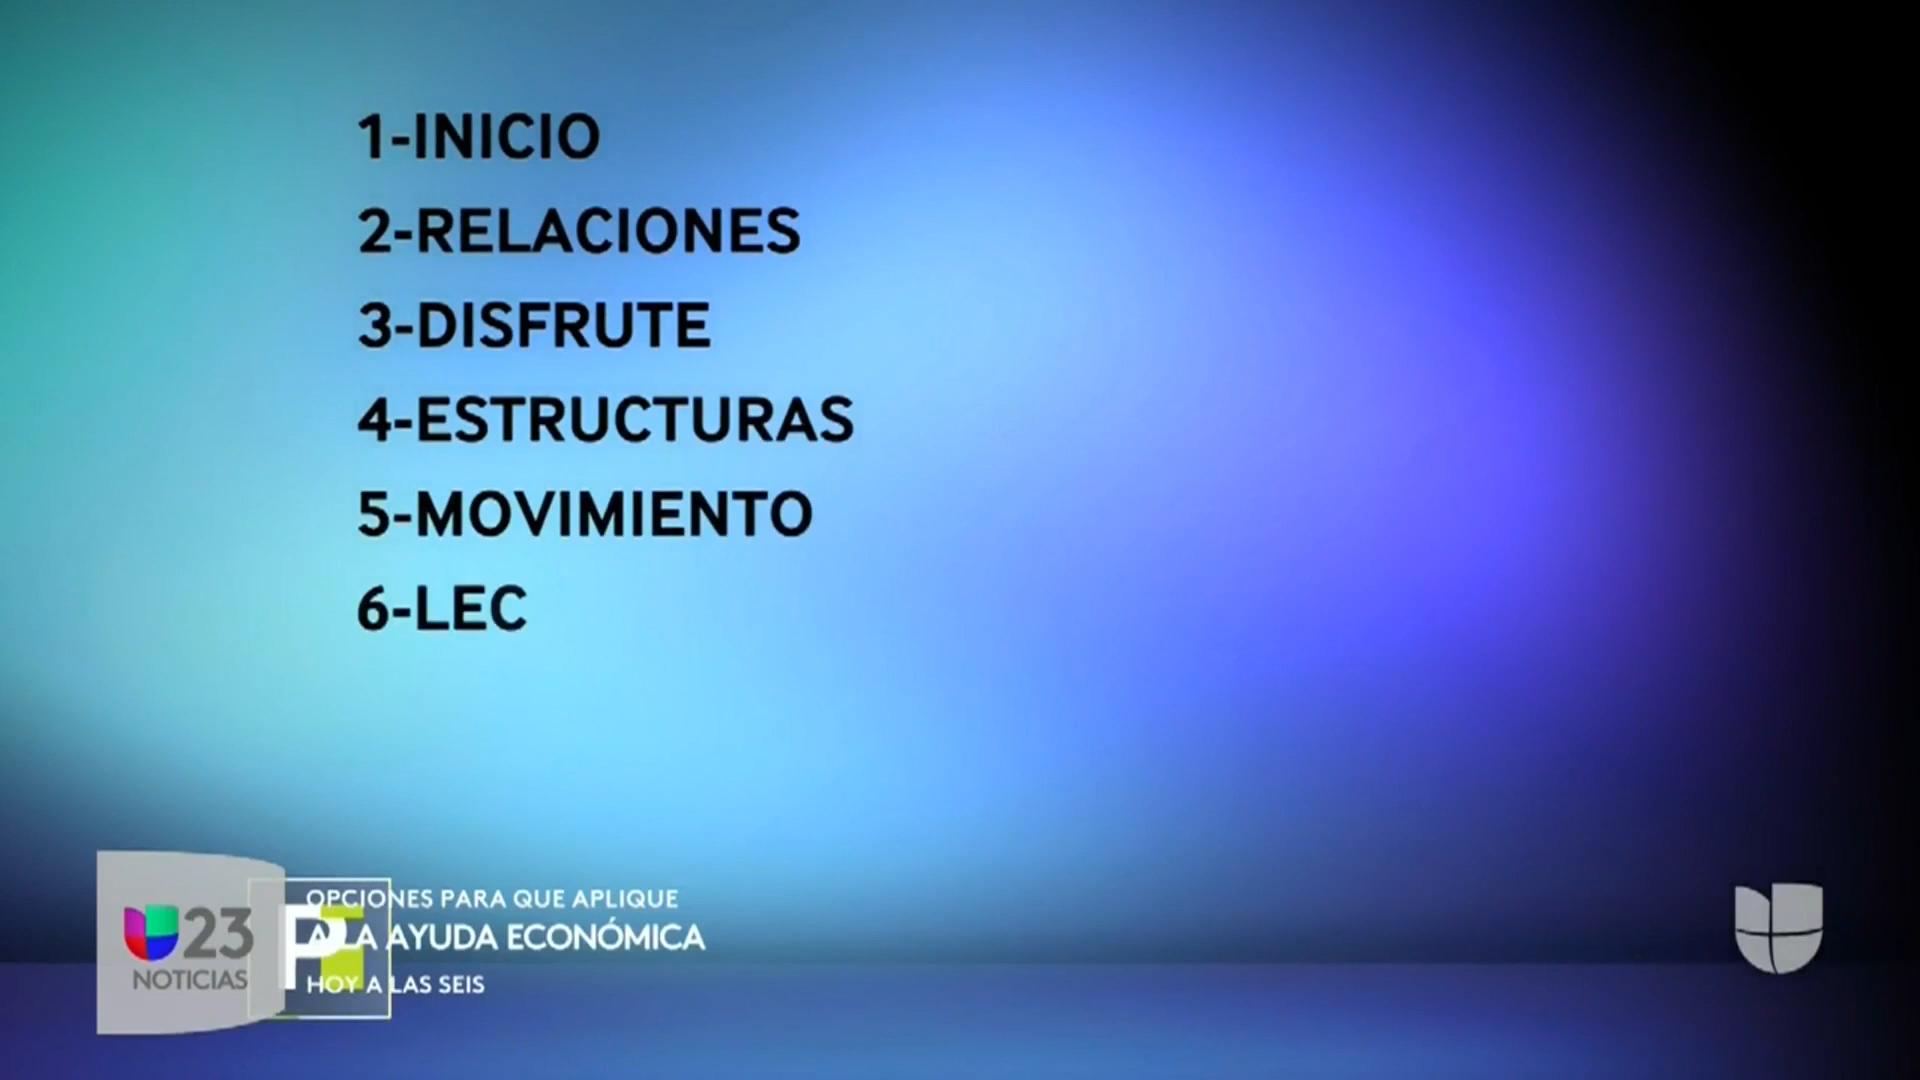 1-INICIO
2-RELACIONES
3-DISFRUTE
4-ESTRUCTURAS
5-MOVIMIENTO
6-LEC
23
NOTICIAS
PT
OPCIONES PARA QUE APLIQUE
A LA AYUDA ECONÓMICA
HOY A LAS SEIS